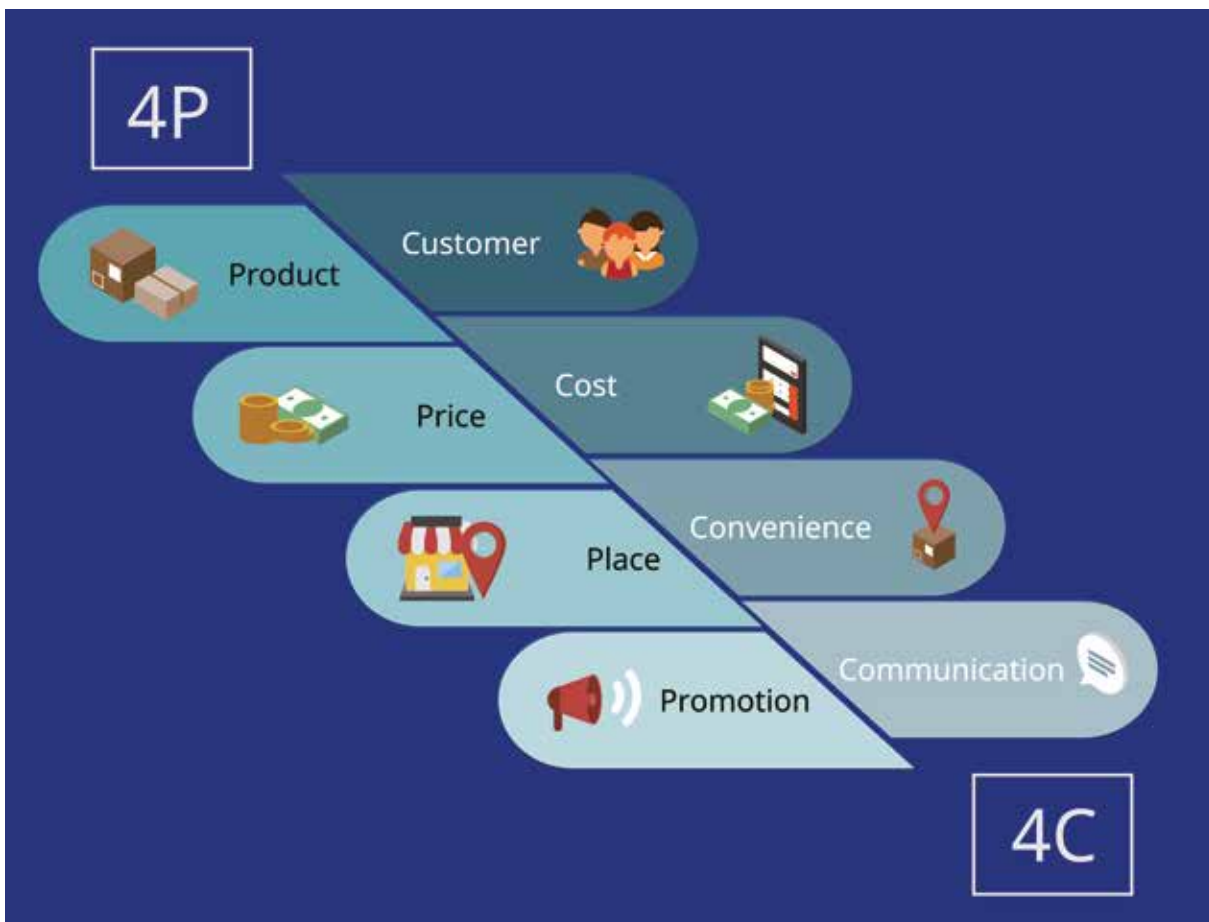 4P
Customer
Product
Cost
Price
Convenience
Place
Communication
Promotion
4C